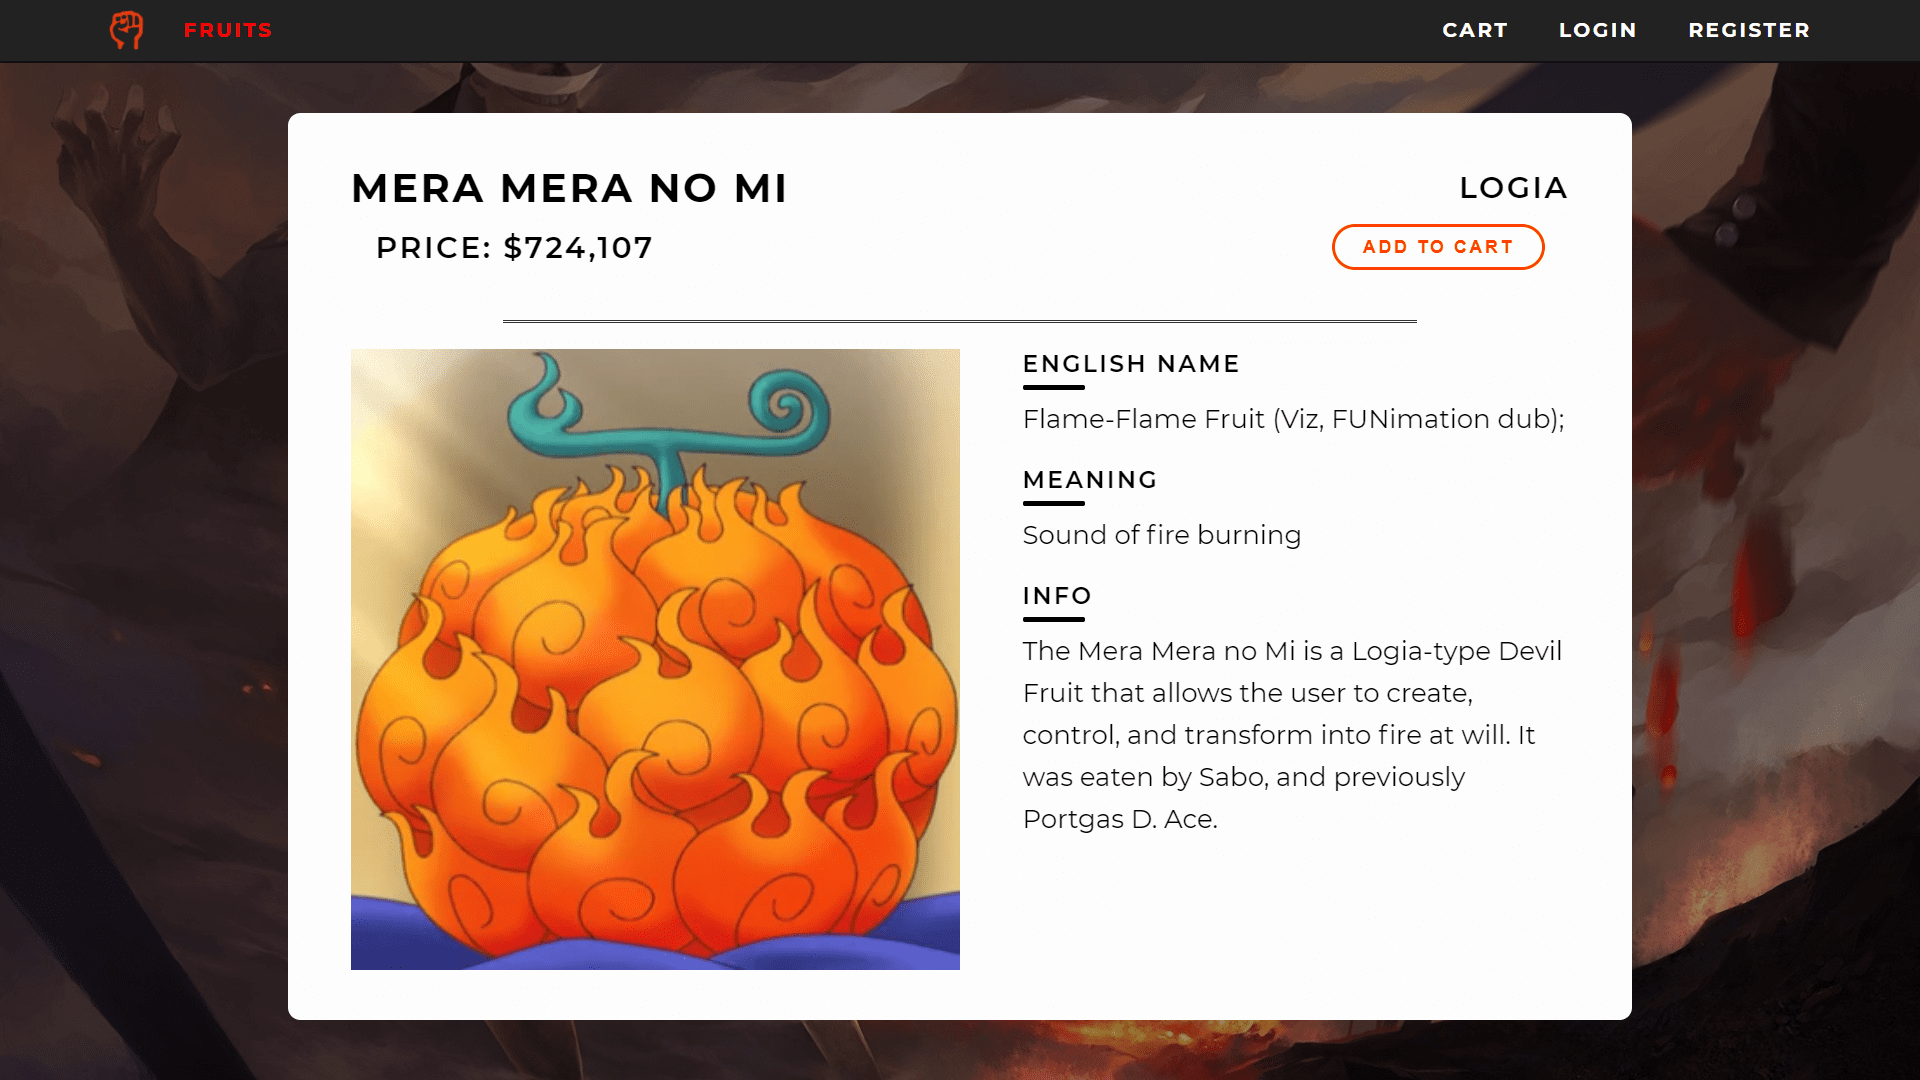 FRUITS
CART
LOGIN
REGISTER
MERA MERA NO MI
LOGIA
PRICE: $724,107
ADD TO CART
ENGLISH NAME
Flame-Flame Fruit (Viz, FUNimation dub);
MEANING
Sound of fire burning
INFO
The Mera Mera no Mi is a Logia-type Devil
Fruit that allows the user to create,
control, and transform into fire at will. It
was eaten by Sabo, and previously
Portgas D. Ace.